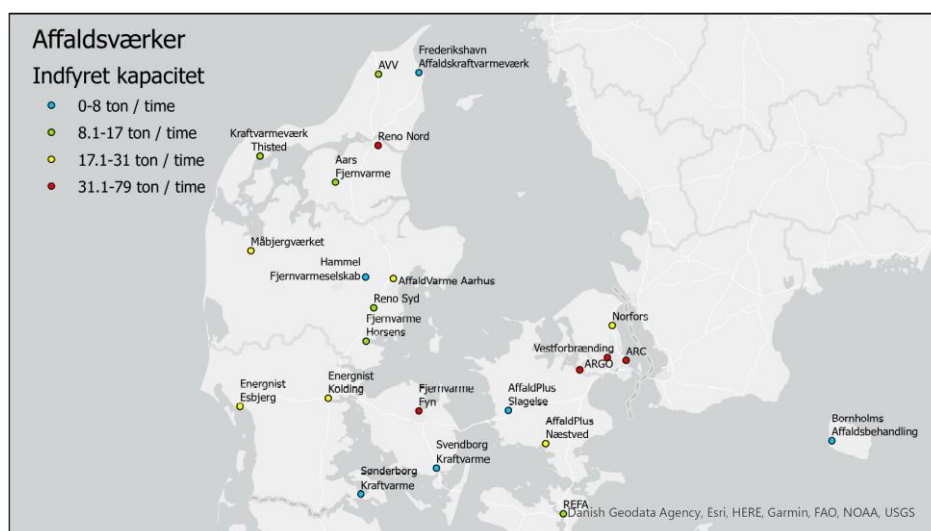 Affaldsværker
Indfyret kapacitet
0-8 ton / time
8.1-17 ton / time
17.1-31 ton / time
31.1-79 ton / time
AVV
Frederikshavn
Affaldskraftvarmeværk
Kraftvarmeværk
Thisted
Reno Nord
Aars
Fjernvarme
Måbjergværket
Hammel
Fjernvarmeselskab
AffaldVarme Aarhus
Reno Syd
Fjernvarme
Horsens
Norfors
Vestforbrænding
ARC
ARGO
Energnist
Esbjerg
Energnist
Kolding
Fjernvarme
Fyn
AffaldPlus
Slagelse
AffaldPlus
Næstved
Bornholms
Affaldsbehandling
Svendborg
Kraftvarme
Sønderborg
Kraftvarme
REFA
Danish Geodata Agency, Esri, HERE, Garmin, FAO, NOAA, USGS